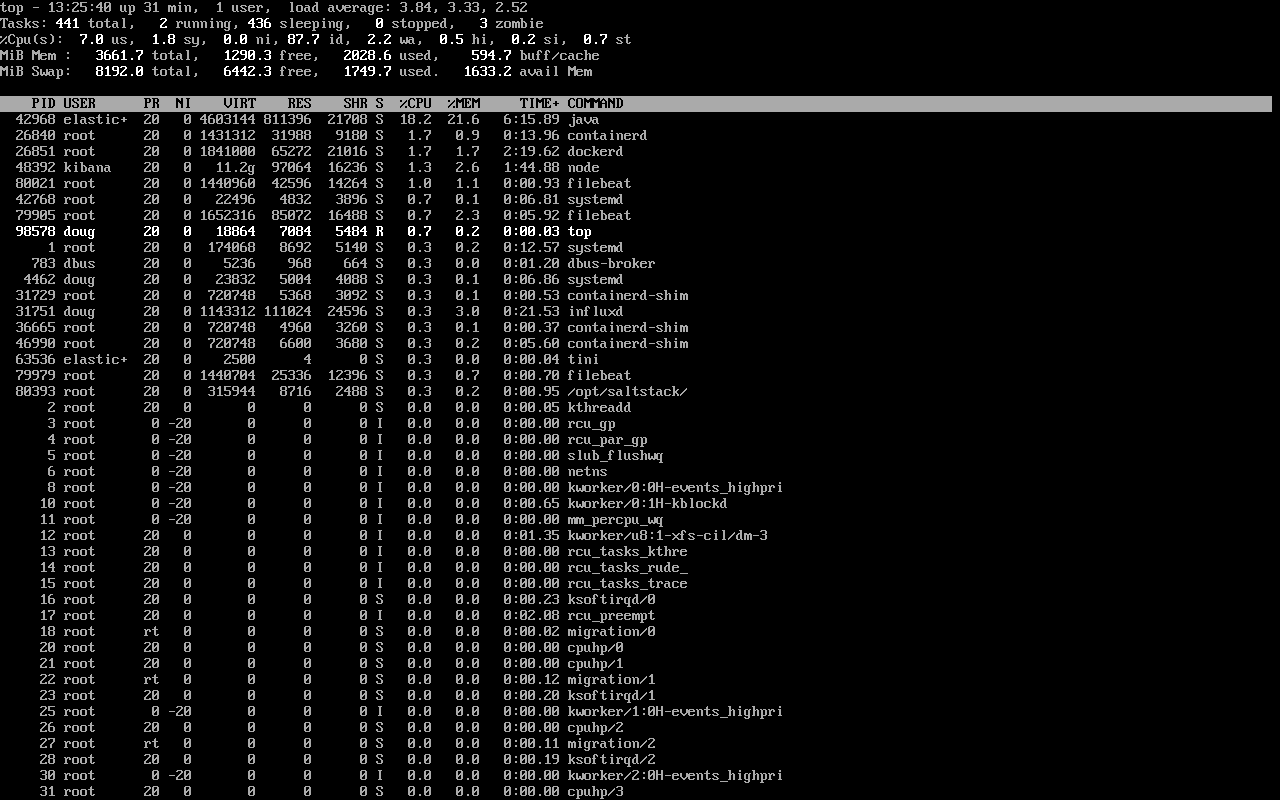 top - 13:25:40 up 31 min,  1 user,  load average: 3.84, 3.33, 2.52
Tasks: 441 total,   2 running, 436 sleeping,   0 stopped,   3 zombie
%Cpu(s):  7.0 us,  1.8 sy,  0.0 ni, 87.7 id,  2.2 wa,  0.5 hi,  0.2 si,  0.7 st
MiB Mem :   3661.7 total,   1290.3 free,   2028.6 used,    594.7 buff/cache
MiB Swap:   8192.0 total,   6442.3 free,   1749.7 used.   1633.2 avail Mem
PID USER      PR  NI    VIRT    RES    SHR S  %CPU  %MEM     TIME+ COMMAND
42968 elastic+  20   0 4603144 811396  21708 S  18.2  21.6   6:15.89 java
26840 root      20   0 1431312  31988   9180 S   1.7   0.9   0:13.96 containerd
26851 root      20   0 1841000  65272  21016 S   1.7   1.7   2:19.62 dockerd
48392 kibana    20   0   11.2g  97064  16236 S   1.3   2.6   1:44.88 node
80021 root      20   0 1440960  42596  14264 S   1.0   1.1   0:00.93 filebeat
42768 root      20   0   22496   4832   3896 S   0.7   0.1   0:06.81 systemd
79905 root      20   0 1652316  85072  16488 S   0.7   2.3   0:05.92 filebeat
98578 doug      20   0   18864   7084   5484 R   0.7   0.2   0:00.03 top
1 root      20   0  174068   8692   5140 S   0.3   0.2   0:12.57 systemd
783 dbus      20   0    5236    968    664 S   0.3   0.0   0:01.20 dbus-broker
4462 doug      20   0   23832   5004   4088 S   0.3   0.1   0:06.86 systemd
31729 root      20   0  720748   5368   3092 S   0.3   0.1   0:00.53 containerd-shim
31751 doug      20   0 1143312 111024  24596 S   0.3   3.0   0:21.53 influxd
36665 root      20   0  720748   4960   3260 S   0.3   0.1   0:00.37 containerd-shim
46990 root      20   0  720748   6600   3680 S   0.3   0.2   0:05.60 containerd-shim
63536 elastic+  20   0    2500      4      0 S   0.3   0.0   0:00.04 tini
79979 root      20   0 1440704  25336  12396 S   0.3   0.7   0:00.70 filebeat
80393 root      20   0  315944   8716   2488 S   0.3   0.2   0:00.95 /opt/saltstack/
2 root      20   0       0      0      0 S   0.0   0.0   0:00.05 kthreadd
3 root       0 -20       0      0      0 I   0.0   0.0   0:00.00 rcu_gp
4 root       0 -20       0      0      0 I   0.0   0.0   0:00.00 rcu_par_gp
5 root       0 -20       0      0      0 I   0.0   0.0   0:00.00 slub_flushwq
6 root       0 -20       0      0      0 I   0.0   0.0   0:00.00 netns
8 root       0 -20       0      0      0 I   0.0   0.0   0:00.00 kworker/0:0H-events_highpri
10 root       0 -20       0      0      0 I   0.0   0.0   0:00.65 kworker/0:1H-kblockd
11 root       0 -20       0      0      0 I   0.0   0.0   0:00.00 mm_percpu_wq
12 root      20   0       0      0      0 I   0.0   0.0   0:01.35 kworker/u8:1-xfs-cil/dm-3
13 root      20   0       0      0      0 I   0.0   0.0   0:00.00 rcu_tasks_kthre
14 root      20   0       0      0      0 I   0.0   0.0   0:00.00 rcu_tasks_rude_
15 root      20   0       0      0      0 I   0.0   0.0   0:00.00 rcu_tasks_trace
16 root      20   0       0      0      0 S   0.0   0.0   0:00.23 ksoftirqd/0
17 root      20   0       0      0      0 I   0.0   0.0   0:02.08 rcu_preempt
18 root      rt   0       0      0      0 S   0.0   0.0   0:00.02 migration/0
20 root      20   0       0      0      0 S   0.0   0.0   0:00.00 cpuhp/0
21 root      20   0       0      0      0 S   0.0   0.0   0:00.00 cpuhp/1
22 root      rt   0       0      0      0 S   0.0   0.0   0:00.12 migration/1
23 root      20   0       0      0      0 S   0.0   0.0   0:00.20 ksoftirqd/1
25 root       0 -20       0      0      0 I   0.0   0.0   0:00.00 kworker/1:0H-events_highpri
26 root      20   0       0      0      0 S   0.0   0.0   0:00.00 cpuhp/2
27 root      rt   0       0      0      0 S   0.0   0.0   0:00.11 migration/2
28 root      20   0       0      0      0 S   0.0   0.0   0:00.19 ksoftirqd/2
30 root       0 -20       0      0      0 I   0.0   0.0   0:00.00 kworker/2:0H-events_highpri
31 root      20   0       0      0      0 S   0.0   0.0   0:00.00 cpuhp/3